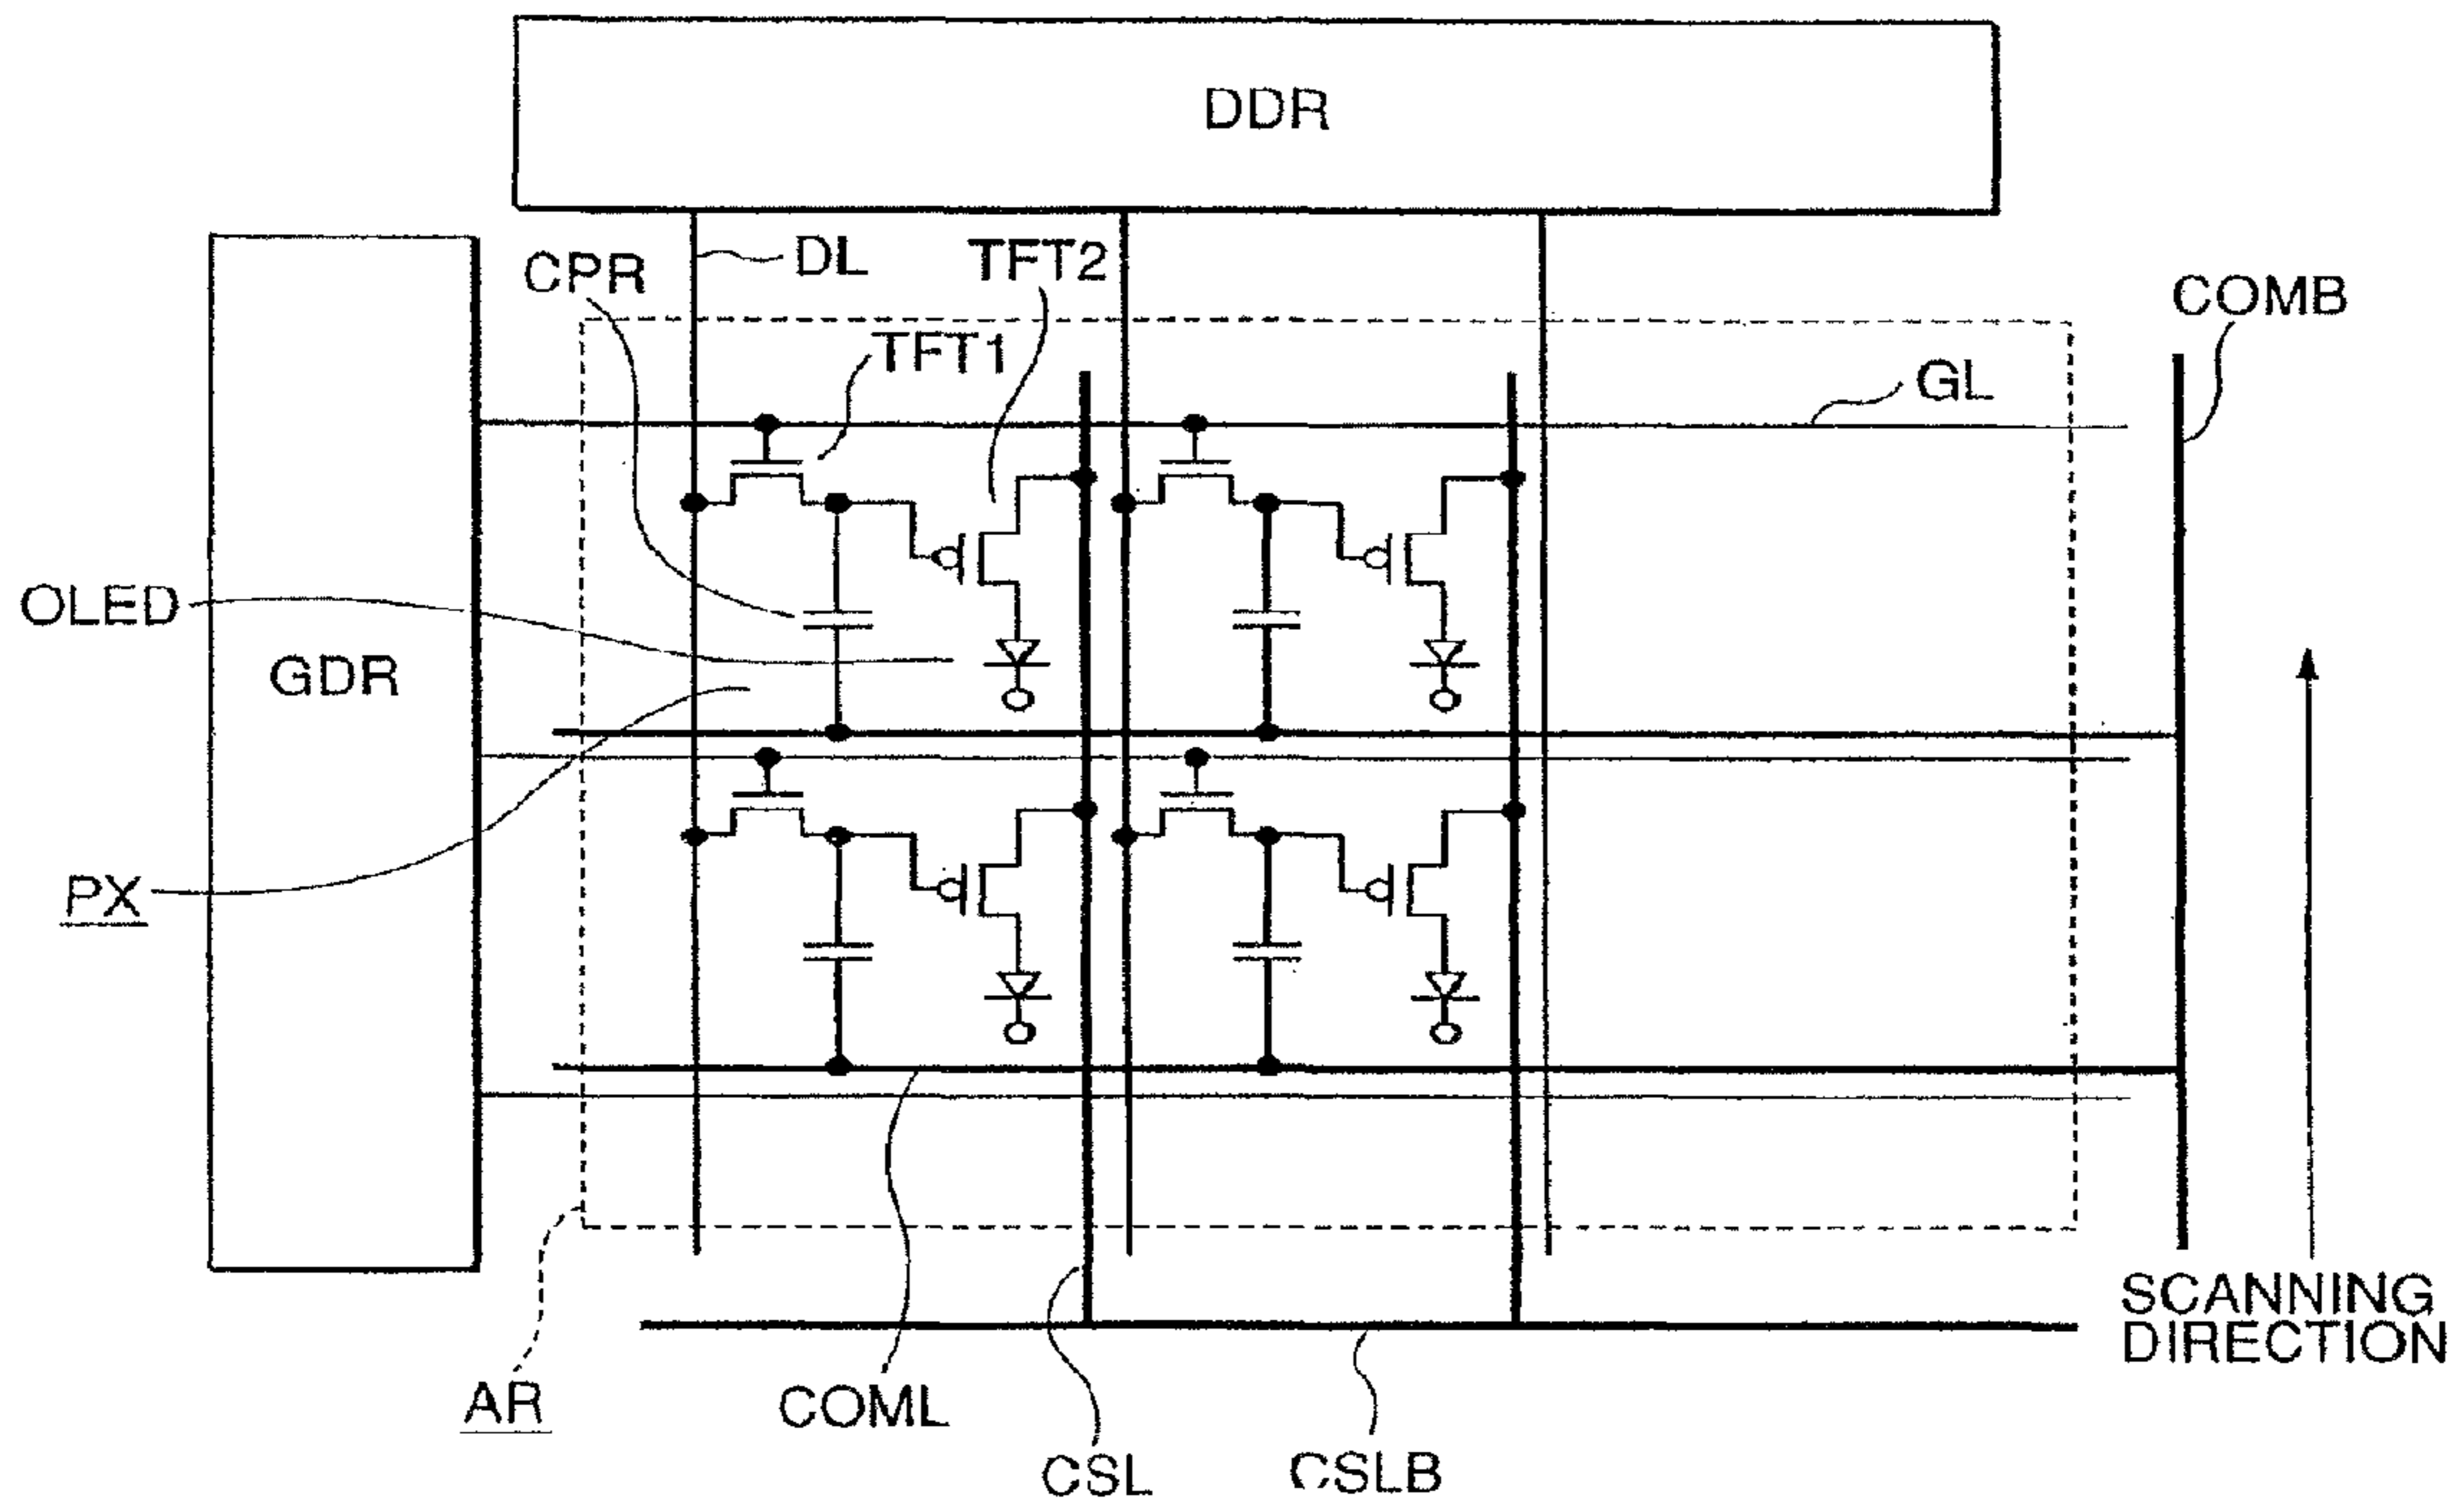 DDR
DL
TFT2
CPR
COMB
TFT1
GL
OLED
GDR
PX
SCANNING
DIRECTION
AR
COML
CSL
CSLB